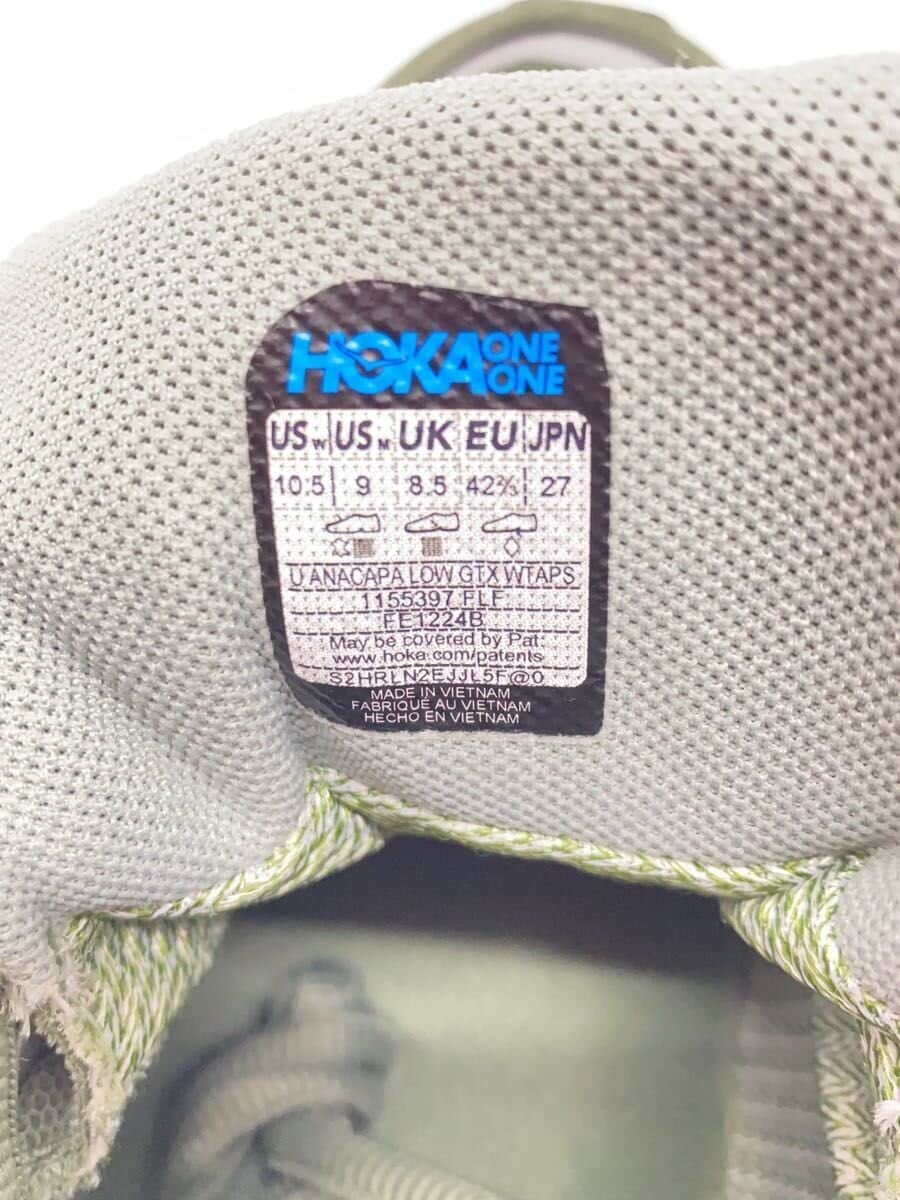 HOKA ONE ONE
US W US M UK EU JPN
10.5 9 8.5 42⅔ 27
U ANACAPA LOW GTX WTAPS
1155397 FLF
FE1224B
May be covered by Pat:
www.hoka.com/patents
MADE IN VIETNAM
FABRIQUÉ AU VIETNAM
HECHO EN VIETNAM